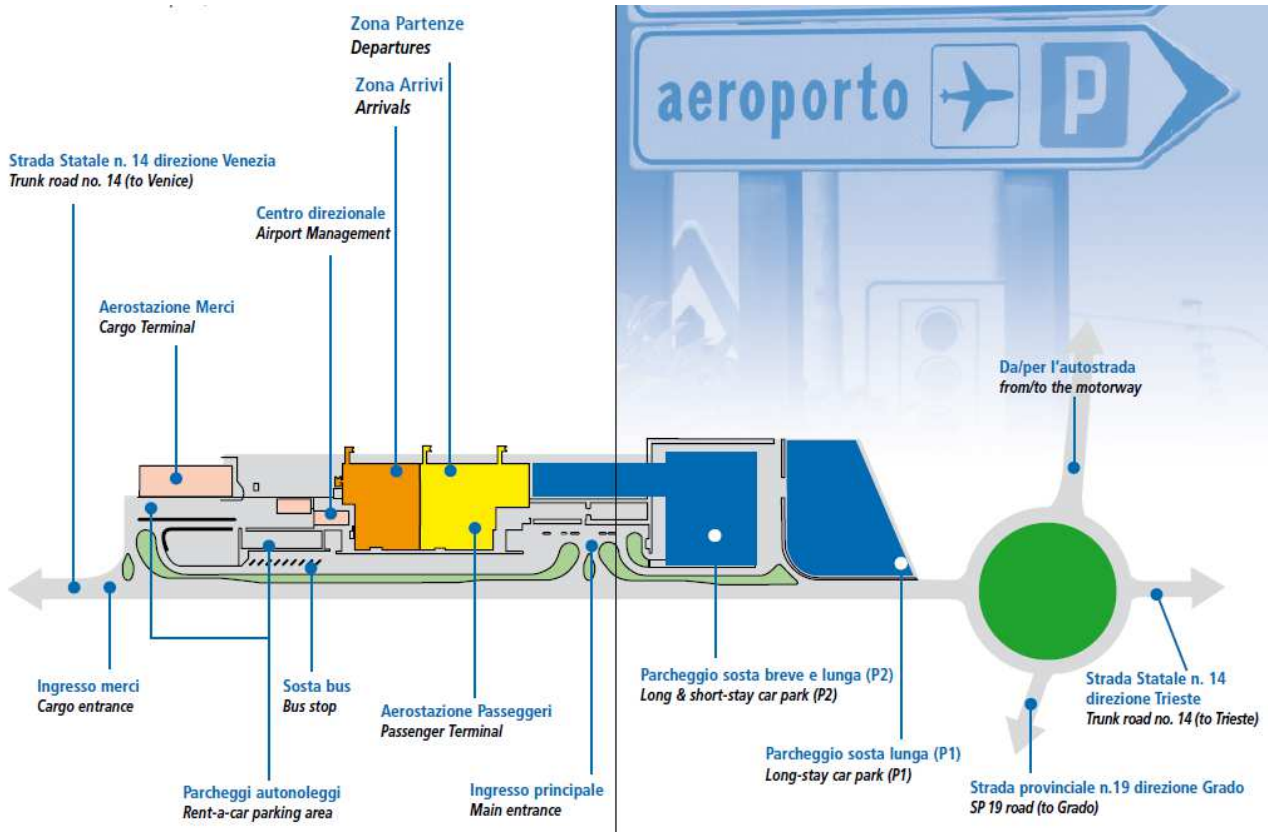 Zona Partenze
Departures
Zona Arrivi
Arrivals
aeroporto
P
Strada Statale n. 14 direzione Venezia
Trunk road no. 14 (to Venice)
Centro direzionale
Airport Management
Aerostazione Merci
Cargo Terminal
Da/per l'autostrada
from/to the motorway
Ingresso merci
Cargo entrance
Sosta bus
Bus stop
Aerostazione Passeggeri
Passenger Terminal
Parcheggio sosta breve e lunga (P2)
Long & short-stay car park (P2)
Strada Statale n. 14
direzione Trieste
Trunk road no. 14 (to Trieste)
Parcheggi autonoleggi
Rent-a-car parking area
Ingresso principale
Main entrance
Parcheggio sosta lunga (P1)
Long-stay car park (P1)
Strada provinciale n.19 direzione Grado
SP 19 road (to Grado)